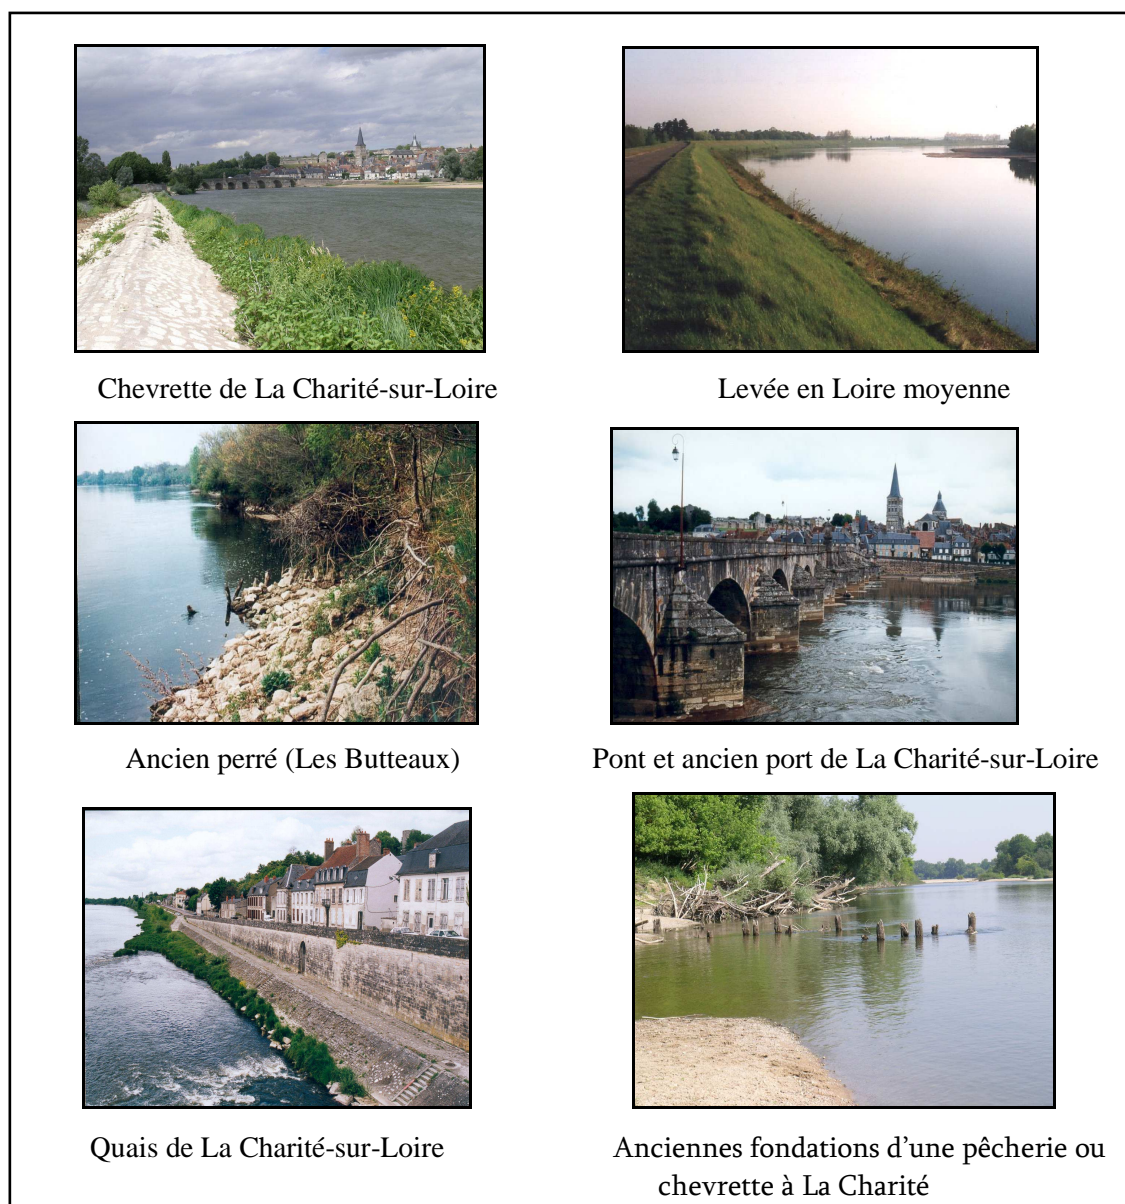 Chevrette de La Charité-sur-Loire
Levée en Loire moyenne
Ancien perré (Les Butteaux)
Pont et ancien port de La Charité-sur-Loire
Quais de La Charité-sur-Loire
Anciennes fondations d’une pêcherie ou
chevrette à La Charité